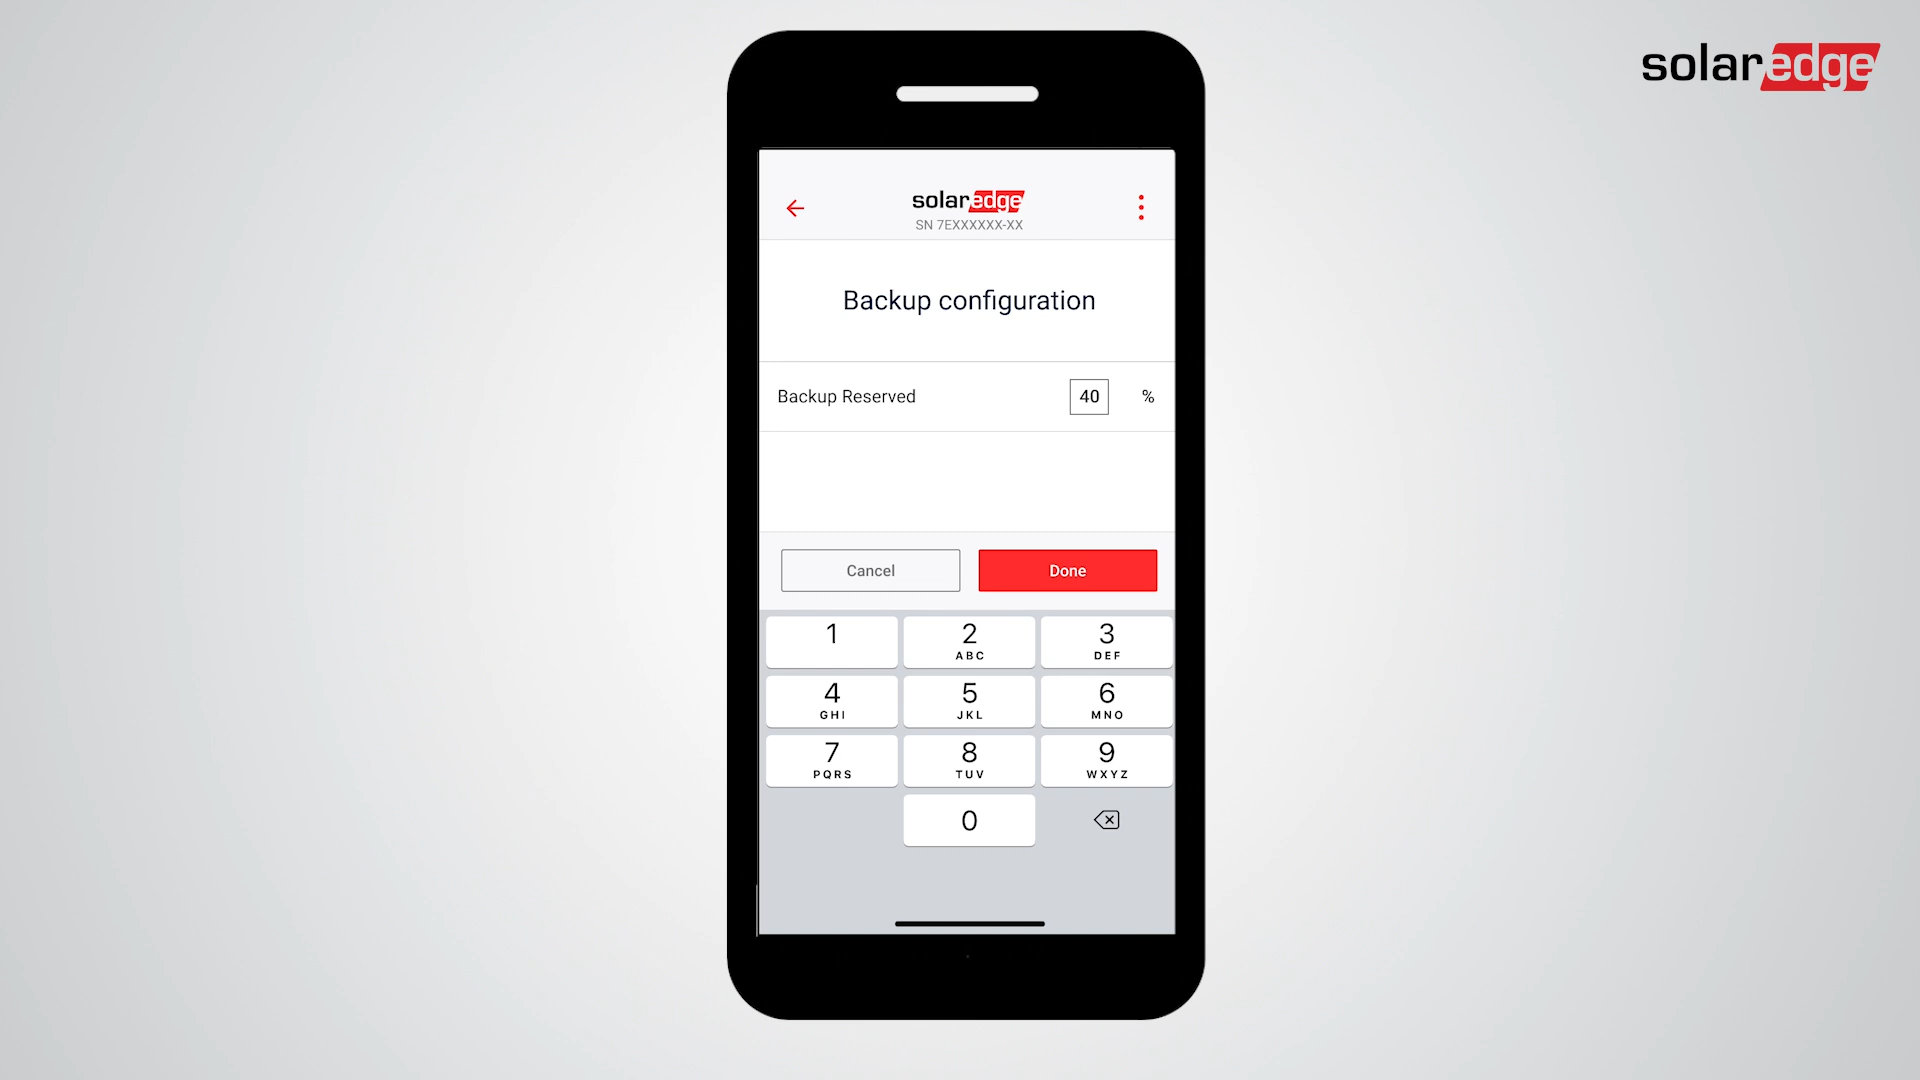 solaredge
solaredge
SN 7EXXXXXX-XX
Backup configuration
Backup Reserved 40 %
Cancel Done
1 2 3
ABC DEF
4 5 6
GHI JKL MNO
7 8 9
PQRS TUV WXYZ
0